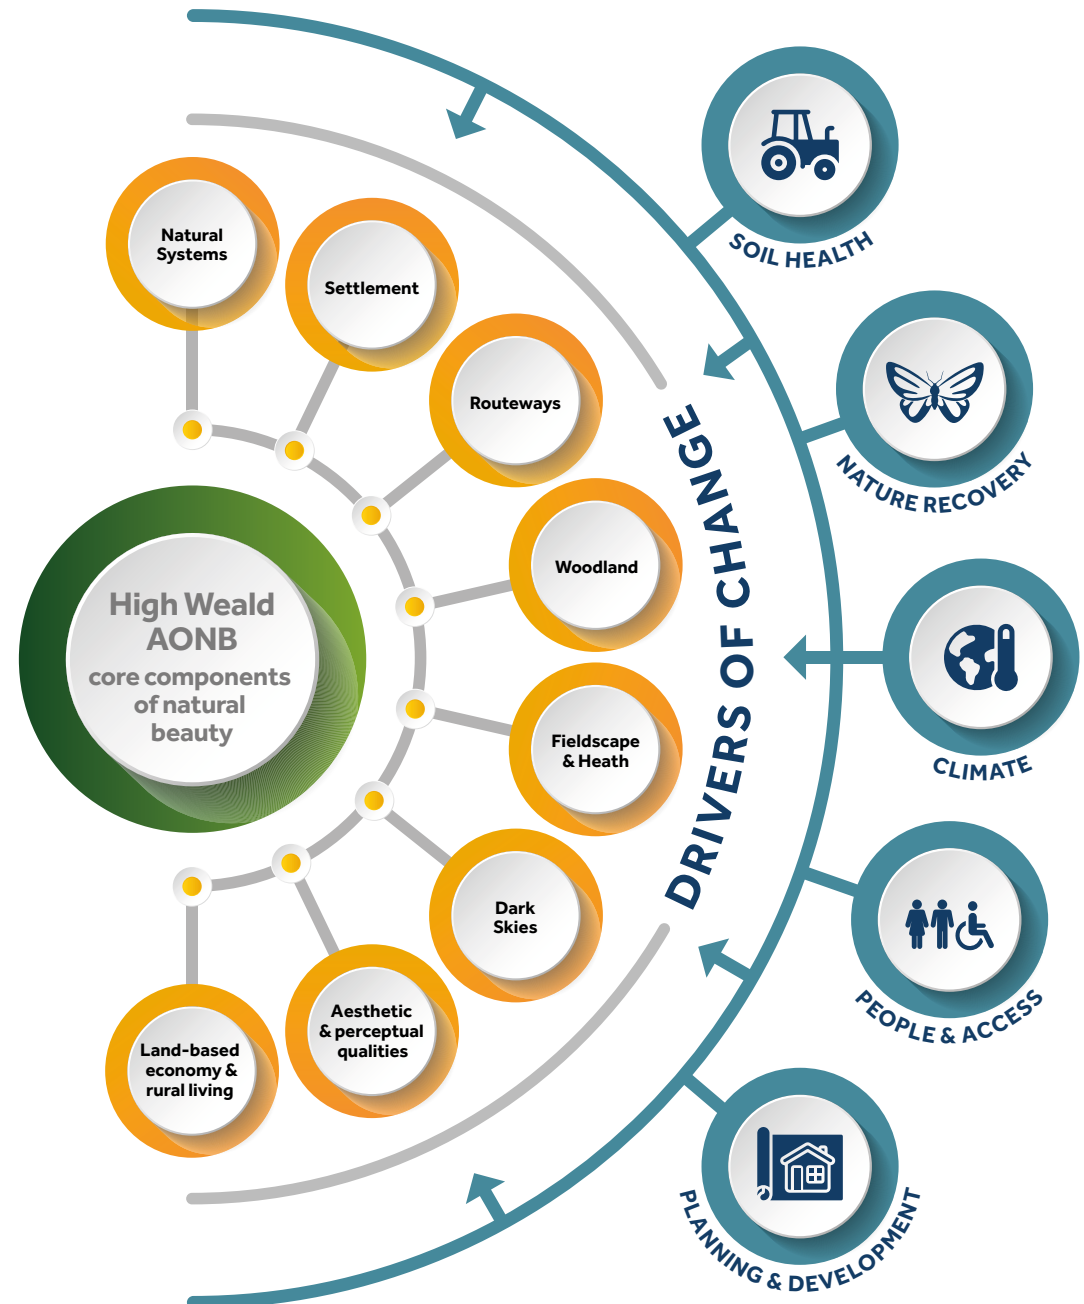 High Weald
AONB
core components
of natural
beauty
Natural
Systems
Settlement
Routeways
Woodland
Fieldscape
& Heath
Dark
Skies
Aesthetic
& perceptual
qualities
Land-based
economy &
rural living
DRIVERS OF CHANGE
SOIL HEALTH
NATURE RECOVERY
CLIMATE
PEOPLE & ACCESS
PLANNING & DEVELOPMENT